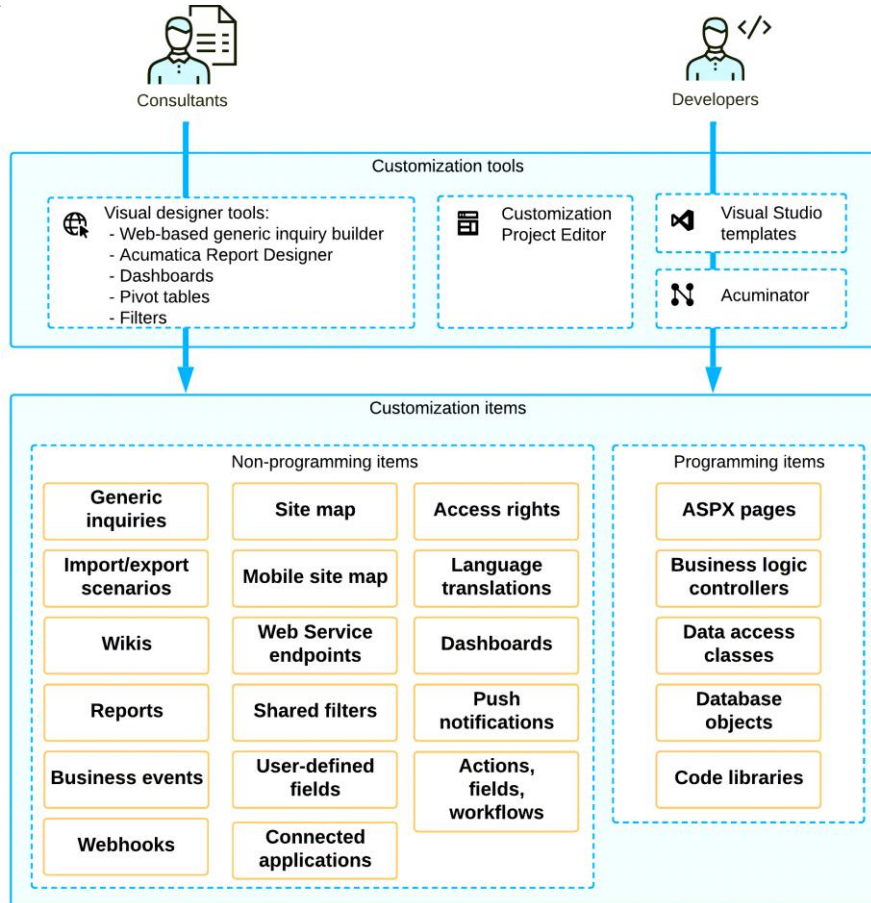 Consultants
Developers
Customization tools
Visual designer tools:
- Web-based generic inquiry builder
- Acumatica Report Designer
- Dashboards
- Pivot tables
- Filters
Customization
Project Editor
Visual Studio
templates
Acuminator
Customization items
Non-programming items
Generic
inquiries
Site map
Access rights
Import/export
scenarios
Mobile site map
Language
translations
Wikis
Web Service
endpoints
Dashboards
Reports
Shared filters
Push
notifications
Business events
User-defined
fields
Actions,
fields,
workflows
Webhooks
Connected
applications
Programming items
ASPX pages
Business logic
controllers
Data access
classes
Database
objects
Code libraries